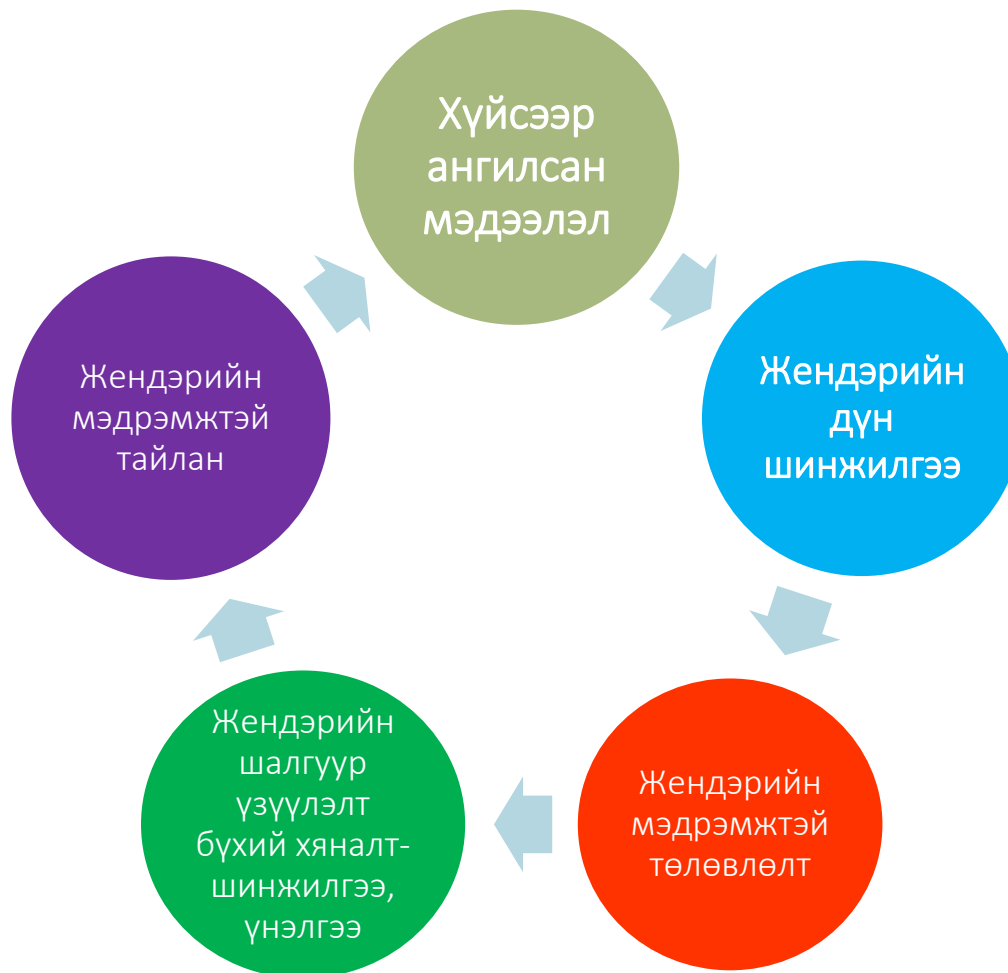 Хүйсээр
ангилсан
мэдээлэл
Жендэрийн
дүн
шинжилгээ
Жендэрийн
мэдрэмжтэй
төлөвлөлт
Жендэрийн
шалгуур
үзүүлэлт
бүхий хяналт-
шинжилгээ,
үнэлгээ
Жендэрийн
мэдрэмжтэй
тайлан